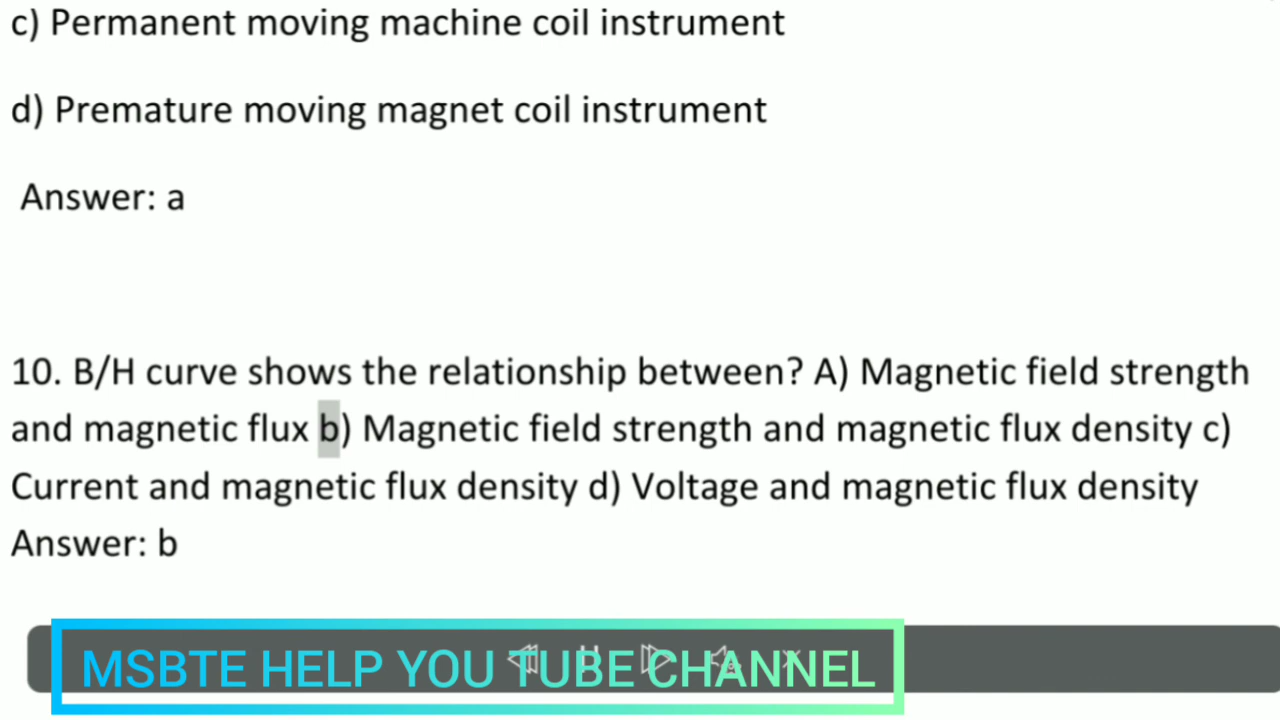 c) Permanent moving machine coil instrument
d) Premature moving magnet coil instrument
Answer: a
10. B/H curve shows the relationship between? A) Magnetic field strength
and magnetic flux b) Magnetic field strength and magnetic flux density c)
Current and magnetic flux density d) Voltage and magnetic flux density
Answer: b
MSBTE HELP YOU TUBE CHANNEL